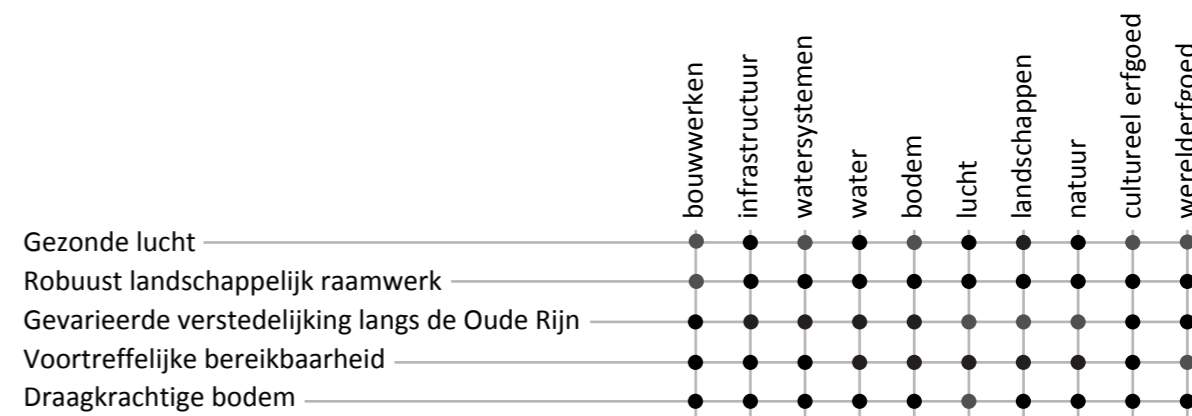 bouwwerken
infrastructuur
watersystemen
water
bodem
lucht
landschappen
natuur
cultureel erfgoed
werelderfgoed
Gezonde lucht
Robuust landschappelijk raamwerk
Gevarieerde verstedelijking langs de Oude Rijn
Voortreffelijke bereikbaarheid
Draagkrachtige bodem